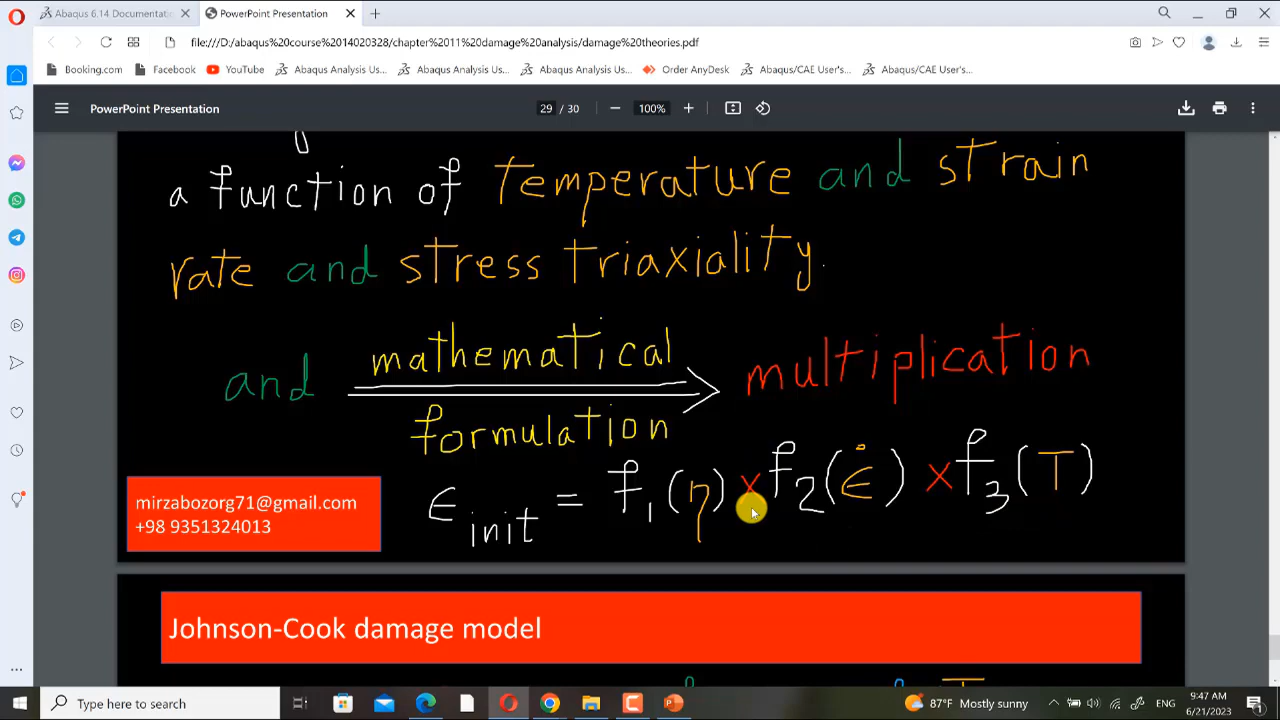 Abaqus 6.14 Documentati
PowerPoint Presentation
file:///D:/abaqus%20course%2014020328/chapter%2011%20damage%20analysis/damage%20theories.pdf
Booking.com
Facebook
YouTube
Abaqus Analysis Us...
Abaqus Analysis Us...
Abaqus Analysis Us...
Order AnyDesk
Abaqus/CAE User's...
Abaqus/CAE User's...
PowerPoint Presentation
29 / 30
100%
a function of temperature and strain
rate and stress triaxiality.
and mathematical formulation multiplication
ϵ init = f1(η) × f2(ϵ̇) × f3(T)
mirzabozorg71@gmail.com
+98 9351324013
Johnson-Cook damage model
Type here to search
87°F Mostly sunny
ENG
9:47 AM
6/21/2023